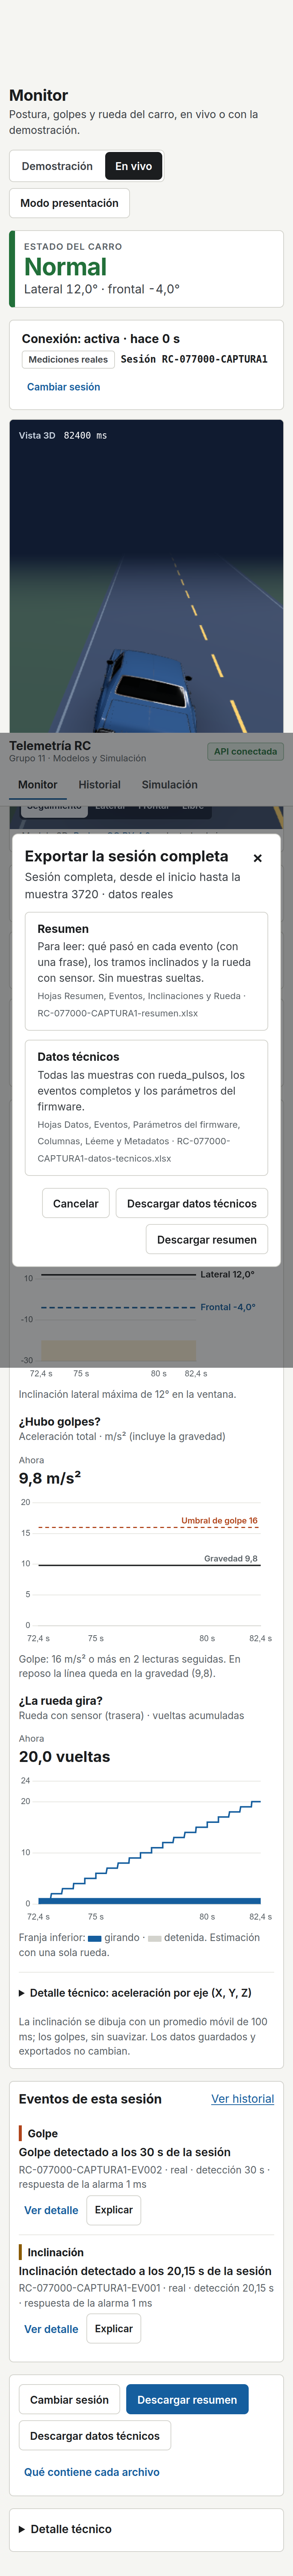 Monitor
Postura, golpes y rueda del carro, en vivo o con la
demostración.
Demostración
En vivo
Modo presentación
ESTADO DEL CARRO
Normal
Lateral 12,0° · frontal -4,0°
Conexión: activa · hace 0 s
Mediciones reales Sesión RC-077000-CAPTURA1
Cambiar sesión
Vista 3D 82400 ms
Telemetría RC
Grupo 11 · Modelos y Simulación
API conectada
Monitor Historial Simulación
Exportar la sesión completa
×
Sesión completa, desde el inicio hasta la
muestra 3720 · datos reales
Resumen
Para leer: qué pasó en cada evento (con
una frase), los tramos inclinados y la rueda
con sensor. Sin muestras sueltas.
Hojas Resumen, Eventos, Inclinaciones y Rueda ·
RC-077000-CAPTURA1-resumen.xlsx
Datos técnicos
Todas las muestras con rueda_pulsos, los
eventos completos y los parámetros del
firmware.
Hojas Datos, Eventos, Parámetros del firmware,
Columnas, Léeme y Metadatos · RC-077000-
CAPTURA1-datos-tecnicos.xlsx
Cancelar
Descargar datos técnicos
Descargar resumen
10
Lateral 12,0°
Frontal -4,0°
-10
-30
72,4 s 75 s 80 s 82,4 s
Inclinación lateral máxima de 12° en la ventana.
¿Hubo golpes?
Aceleración total · m/s² (incluye la gravedad)
Ahora
9,8 m/s²
20
Umbral de golpe 16
15
Gravedad 9,8
10
5
0
72,4 s 75 s 80 s 82,4 s
Golpe: 16 m/s² o más en 2 lecturas seguidas. En
reposo la línea queda en la gravedad (9,8).
¿La rueda gira?
Rueda con sensor (trasera) · vueltas acumuladas
Ahora
20,0 vueltas
24
20
10
0
72,4 s 75 s 80 s 82,4 s
Franja inferior: girando · detenida. Estimación
con una sola rueda.
Detalle técnico: aceleración por eje (X, Y, Z)
La inclinación se dibuja con un promedio móvil de 100
ms; los golpes, sin suavizar. Los datos guardados y
exportados no cambian.
Eventos de esta sesión
Ver historial
Golpe
Golpe detectado a los 30 s de la sesión
RC-077000-CAPTURA1-EV002 · real · detección 30 s ·
respuesta de la alarma 1 ms
Ver detalle
Explicar
Inclinación
Inclinación detectado a los 20,15 s de la sesión
RC-077000-CAPTURA1-EV001 · real · detección 20,15 s
· respuesta de la alarma 1 ms
Ver detalle
Explicar
Cambiar sesión
Descargar resumen
Descargar datos técnicos
Qué contiene cada archivo
Detalle técnico